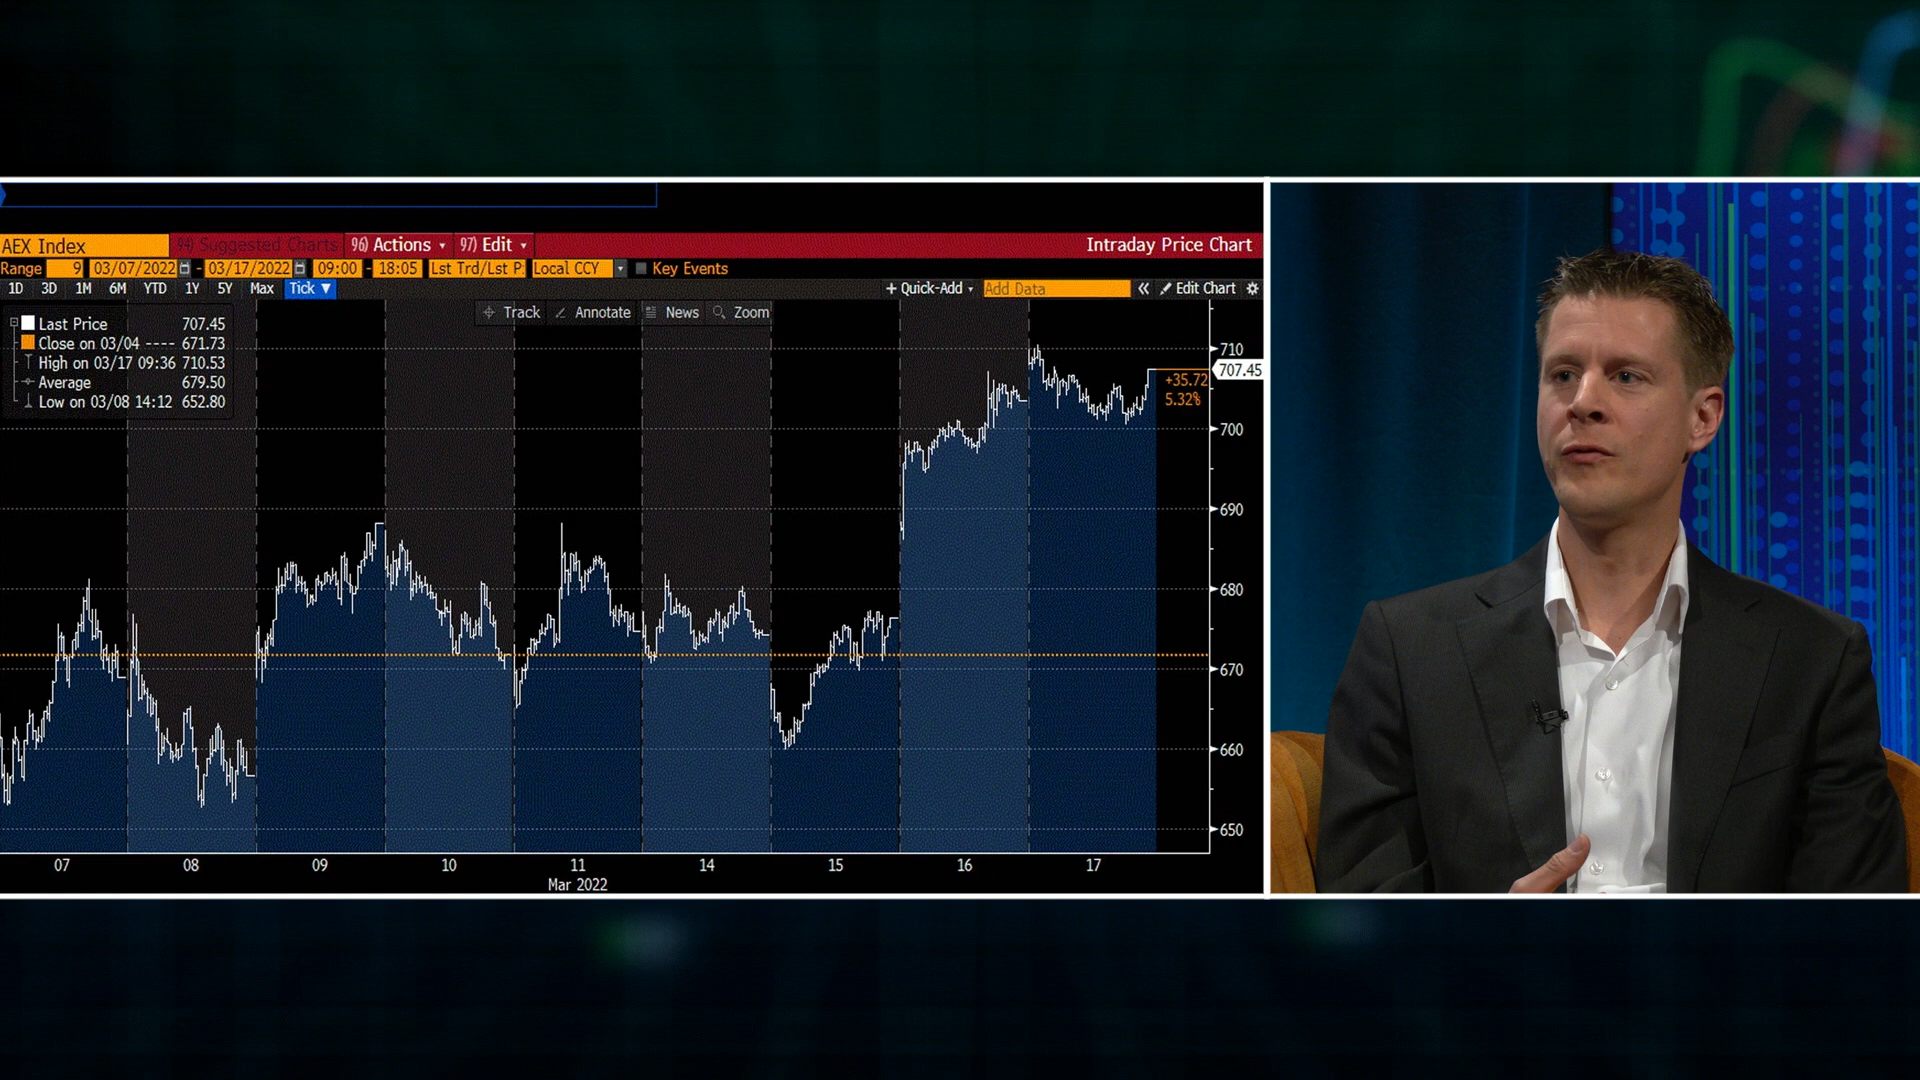 AEX Index 94) Suggested Charts 96) Actions 97) Edit Intraday Price Chart
Range 9 03/07/2022 - 03/17/2022 09:00 - 18:05 Lst Trd/Lst P Local CCY Key Events
1D 3D 1M 6M YTD 1Y 5Y Max Tick + Quick-Add Add Data « Edit Chart
Track Annotate News Zoom
Last Price 707.45
Close on 03/04 ---- 671.73
High on 03/17 09:36 710.53
Average 679.50
Low on 03/08 14:12 652.80
710
707.45
+35.72
5.32%
700
690
680
670
660
650
07 08 09 10 11 14 15 16 17
Mar 2022